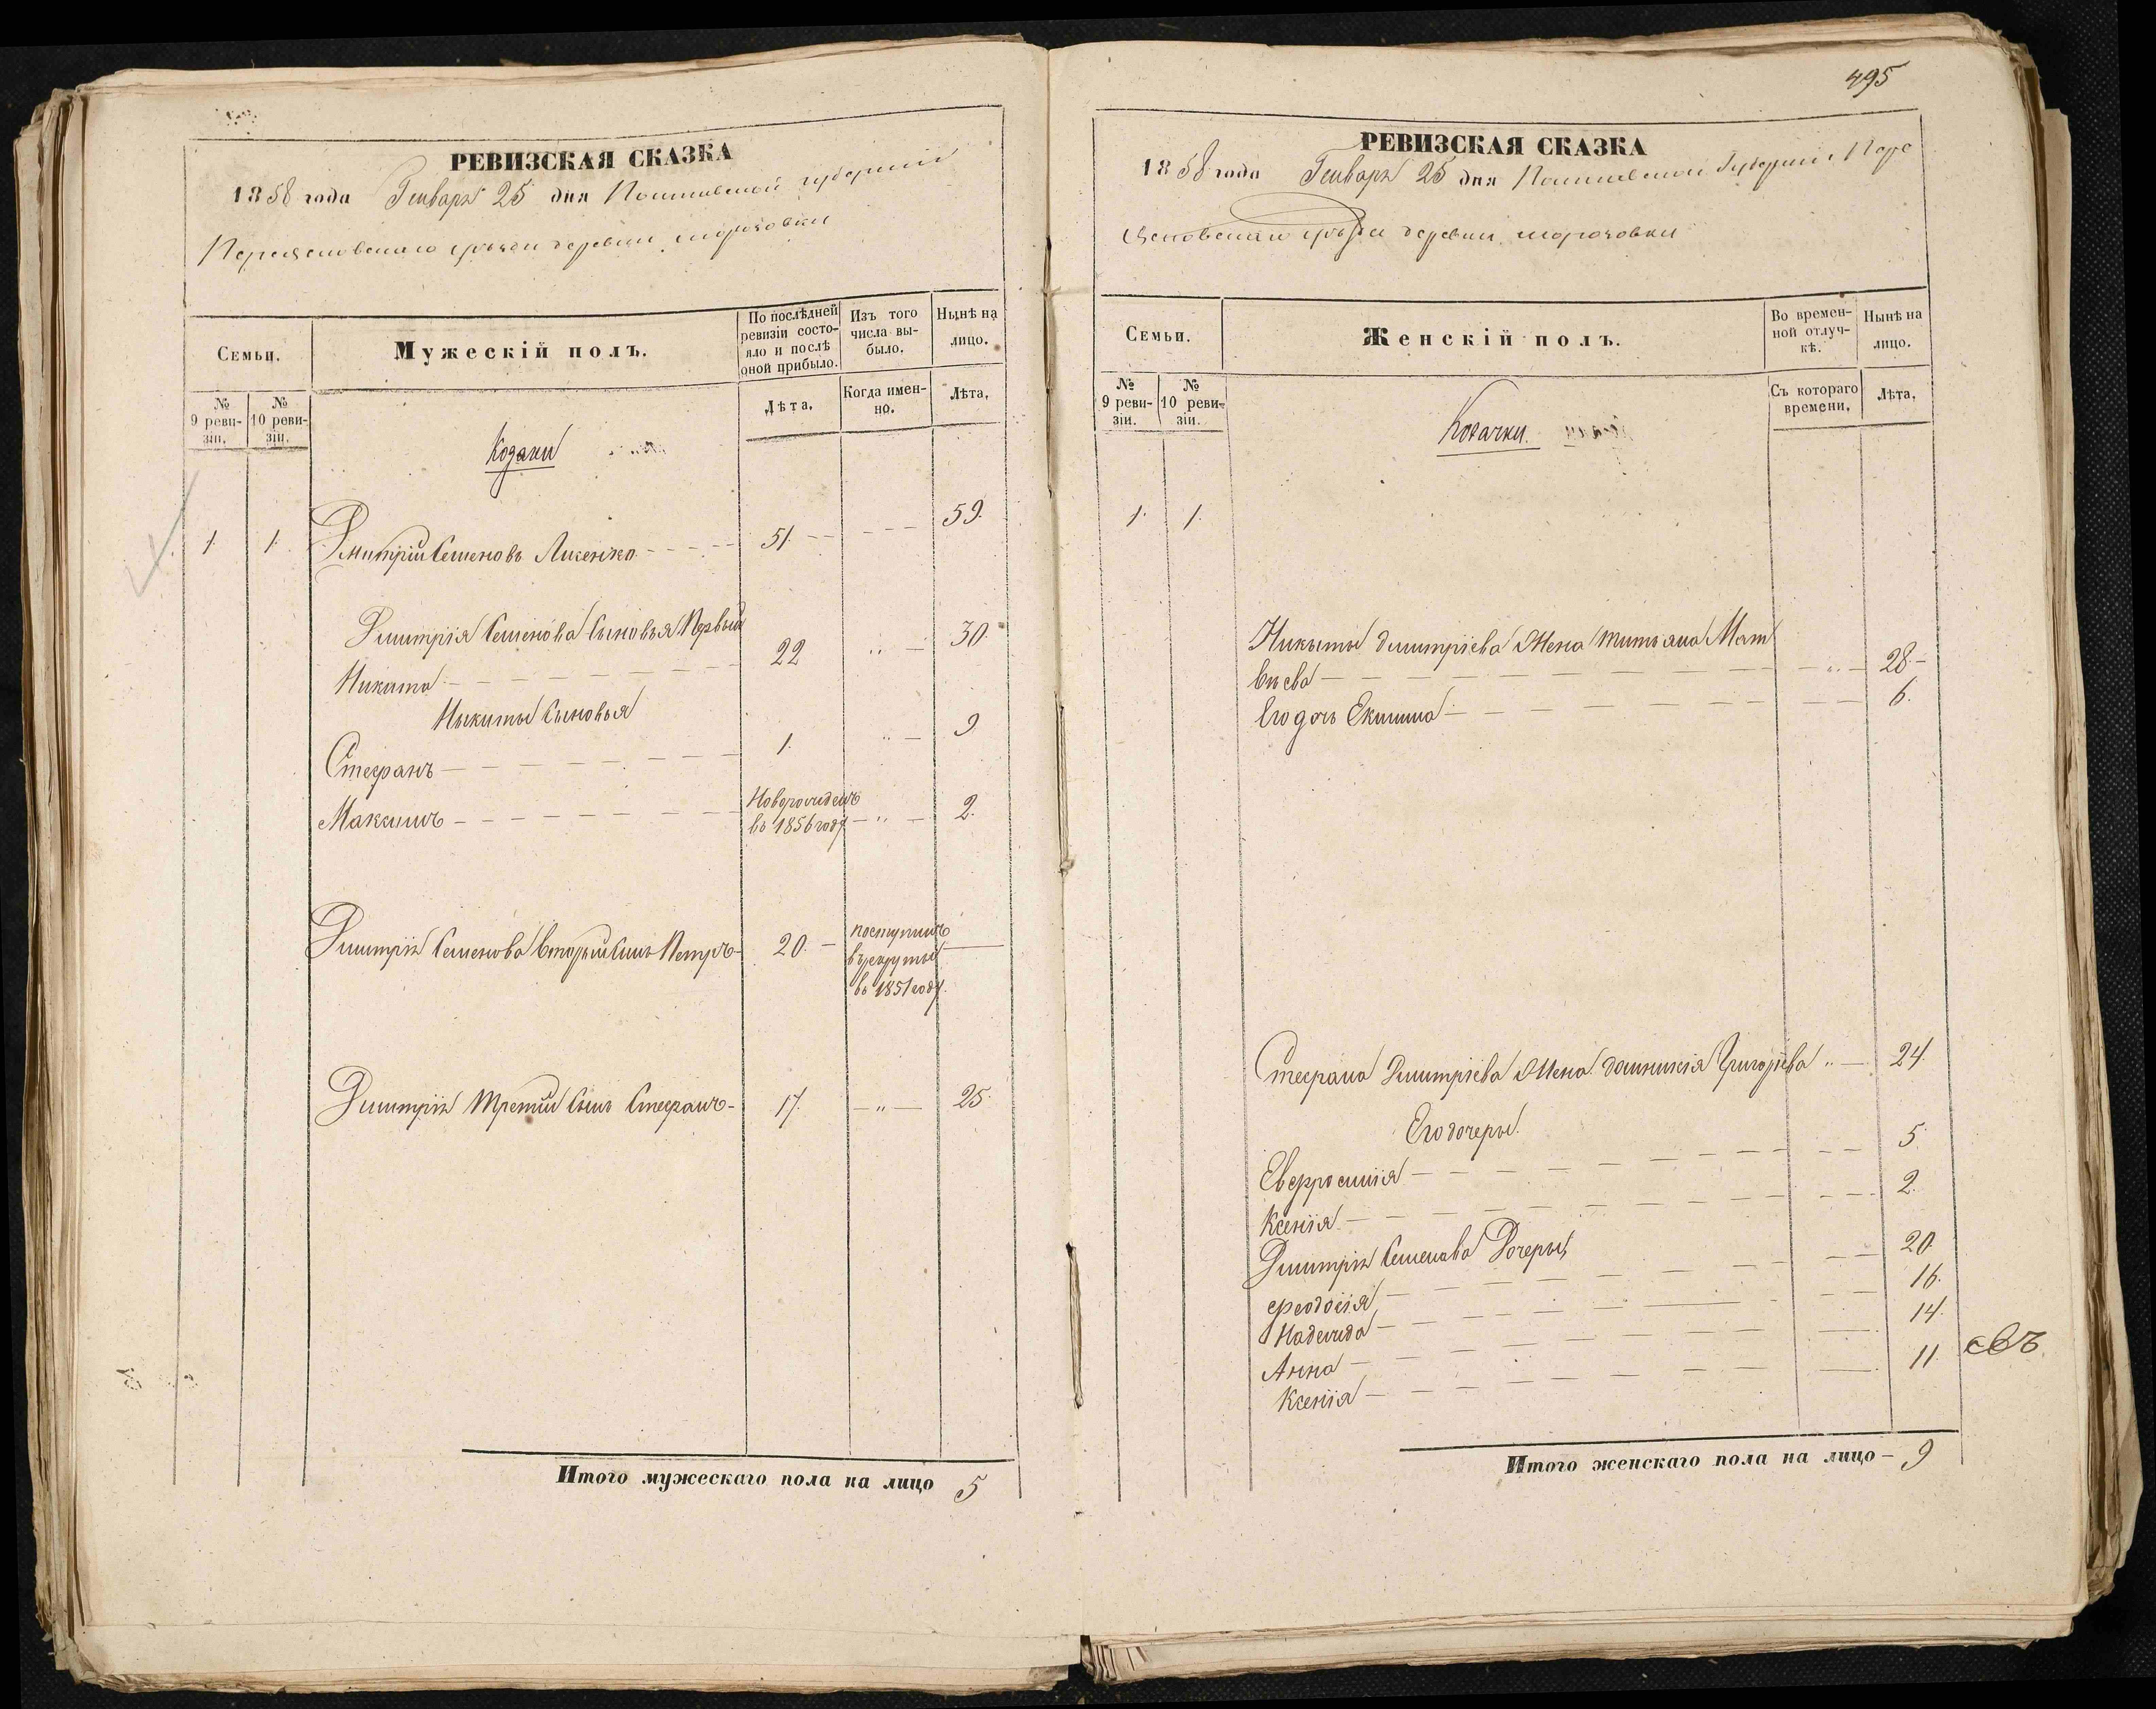 РЕВИЗСКАЯ СКАЗКА
1858 года Генваря 25 дня Полтавской губернии
Переясловского уезда деревни
Семьи.
Мужескій полъ.
По послѣдней ревизіи состояло и послѣ оной прибыло.
Изъ того числа выбыло.
Нынѣ на лицо.
№ 9 ревизіи.
№ 10 ревизіи.
Лѣта.
Когда именно.
Лѣта.
Козаки
1. 1. Дмитрій Семеновъ 51 59.
Дмитрія Семенова Сыновья Первый
Никита 22 30.
Никиты Сыновья
Стефанъ 1. 9
Максимъ Новорожденъ въ 1856 году 2.
Дмитрія Семенова вторый Сынъ Петръ 20. поступилъ в рекруты въ 1851 году.
Дмитрія Третій Сынъ Стефанъ 17. 25.
Итого мужескаго пола на лицо 5
495
РЕВИЗСКАЯ СКАЗКА
1858 года Генваря 25 дня Полтавской Губерніи Пере
ясловского уезда деревни
Семьи.
Женскій полъ.
Во временной отлучкѣ.
Нынѣ на лицо.
№ 9 ревизіи.
№ 10 ревизіи.
Съ котораго времени.
Лѣта.
Козачки.
1. 1.
Никиты Дмитріева Жена Татьяна Мат
вѣева 28
Его дочь 6.
Стефана Дмитріева Жена Григорьева 24
Его дочеры.
Евфросинія 5
Ксенія 2.
Дмитрія Семенова Дочеры
Феодосія 20
Надежда 16.
Анна 14.
Ксенія 11.
Итого женскаго пола на лицо 9